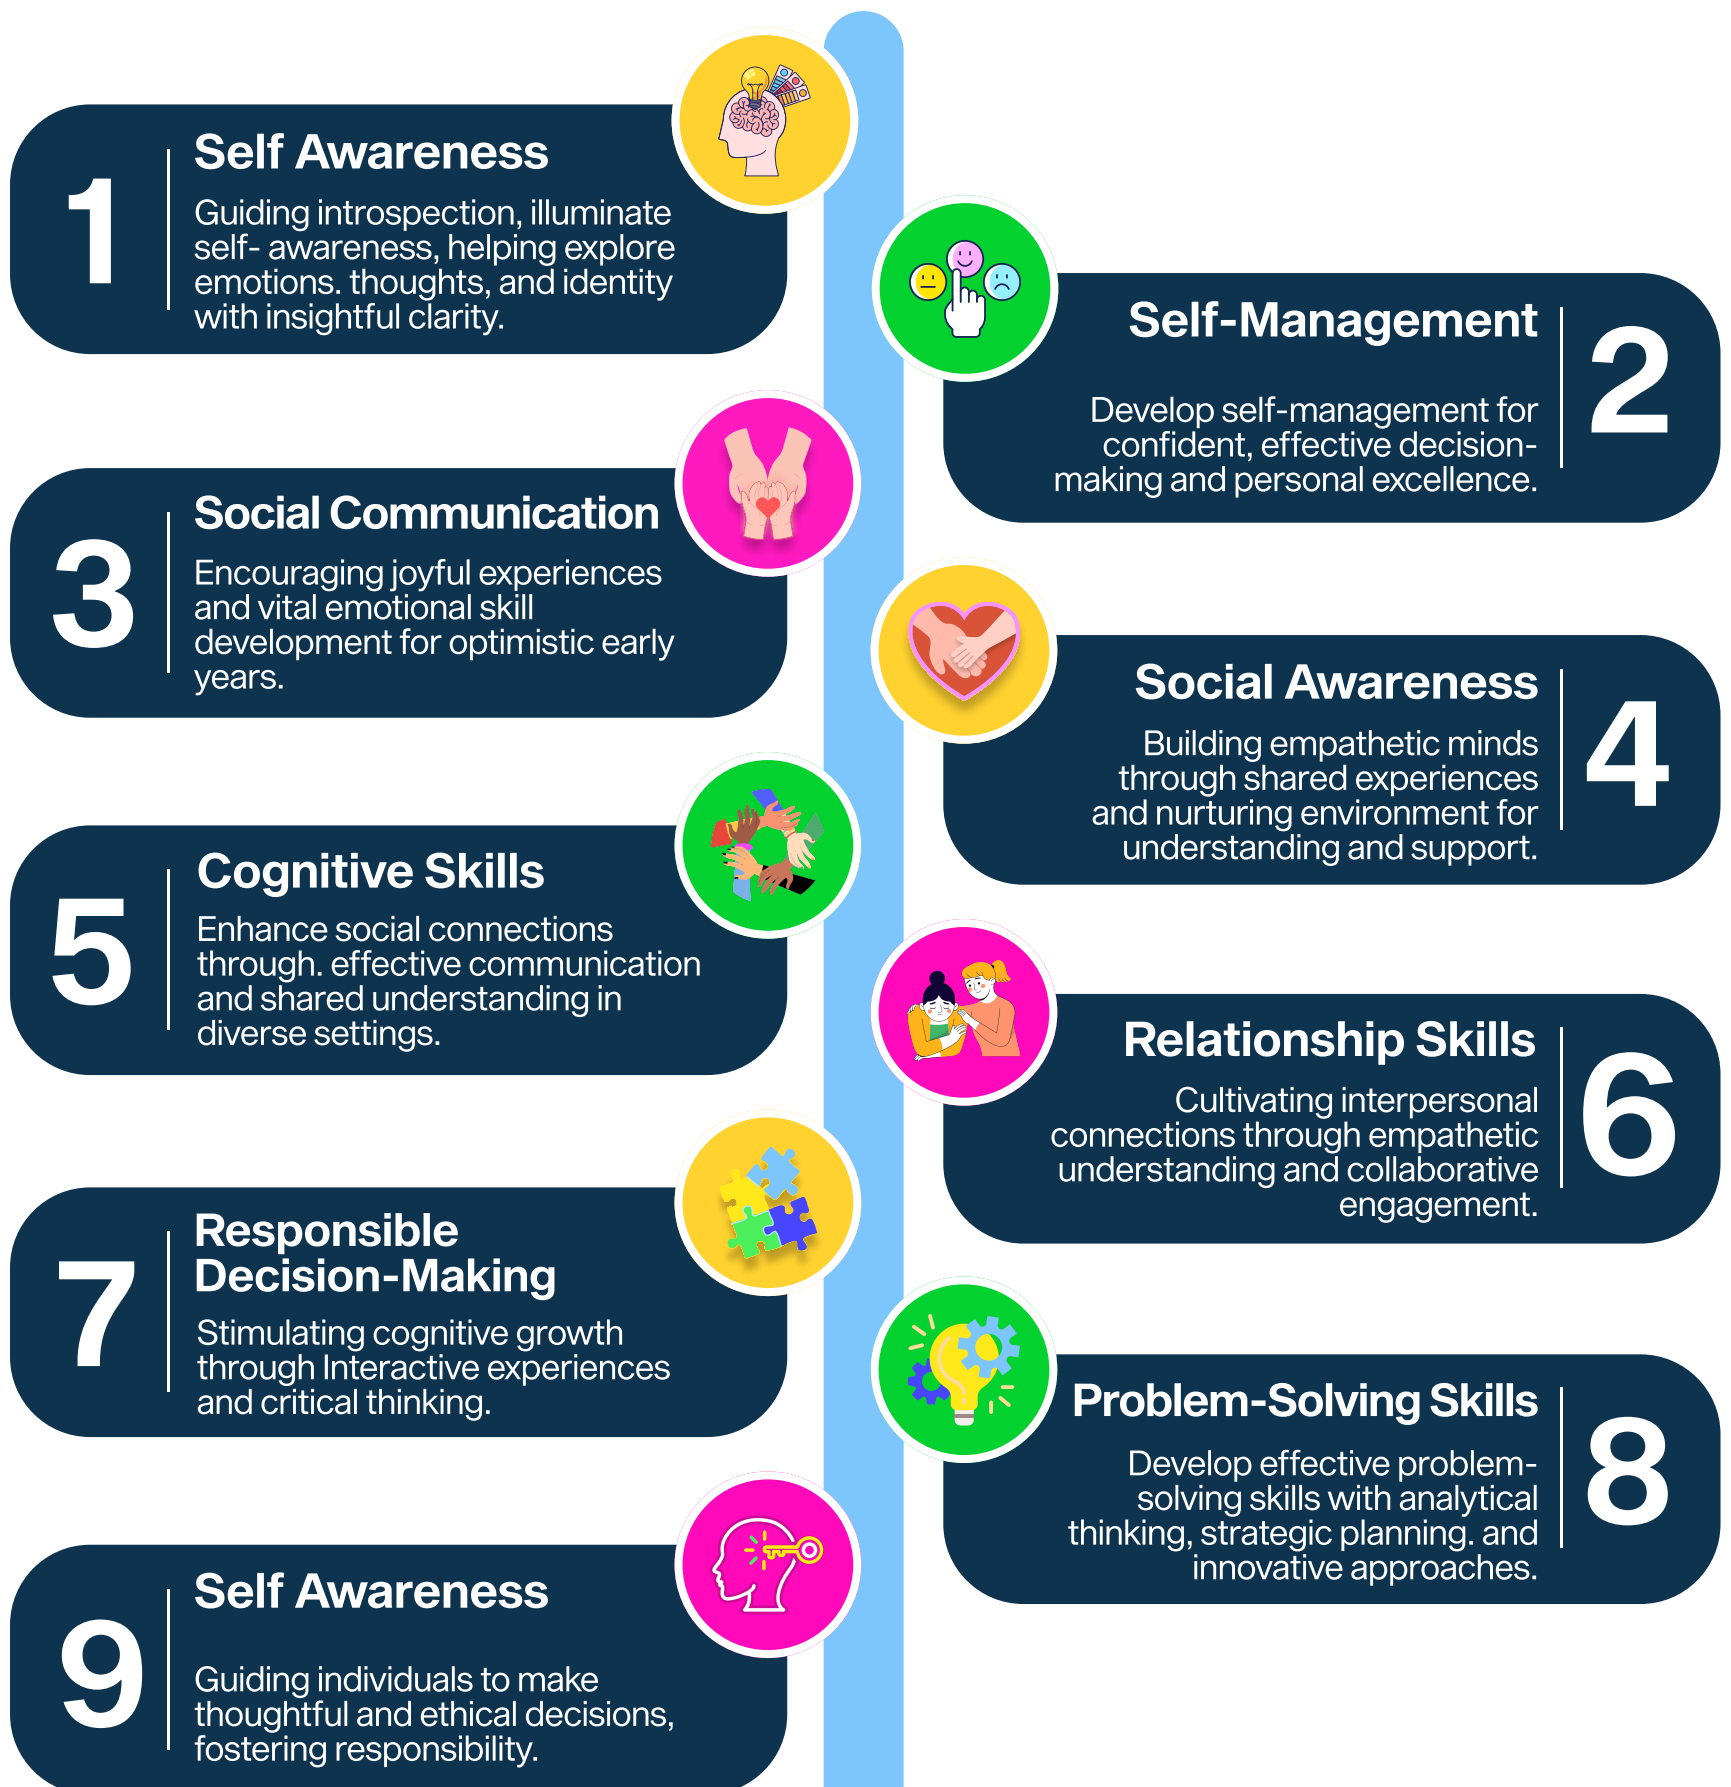 1
Self Awareness
Guiding introspection, illuminate
self- awareness, helping explore
emotions. thoughts, and identity
with insightful clarity.
2
Self-Management
Develop self-management for
confident, effective decision-
making and personal excellence.
3
Social Communication
Encouraging joyful experiences
and vital emotional skill
development for optimistic early
years.
4
Social Awareness
Building empathetic minds
through shared experiences
and nurturing environment for
understanding and support.
5
Cognitive Skills
Enhance social connections
through. effective communication
and shared understanding in
diverse settings.
6
Relationship Skills
Cultivating interpersonal
connections through empathetic
understanding and collaborative
engagement.
7
Responsible
Decision-Making
Stimulating cognitive growth
through Interactive experiences
and critical thinking.
8
Problem-Solving Skills
Develop effective problem-
solving skills with analytical
thinking, strategic planning. and
innovative approaches.
9
Self Awareness
Guiding individuals to make
thoughtful and ethical decisions,
fostering responsibility.